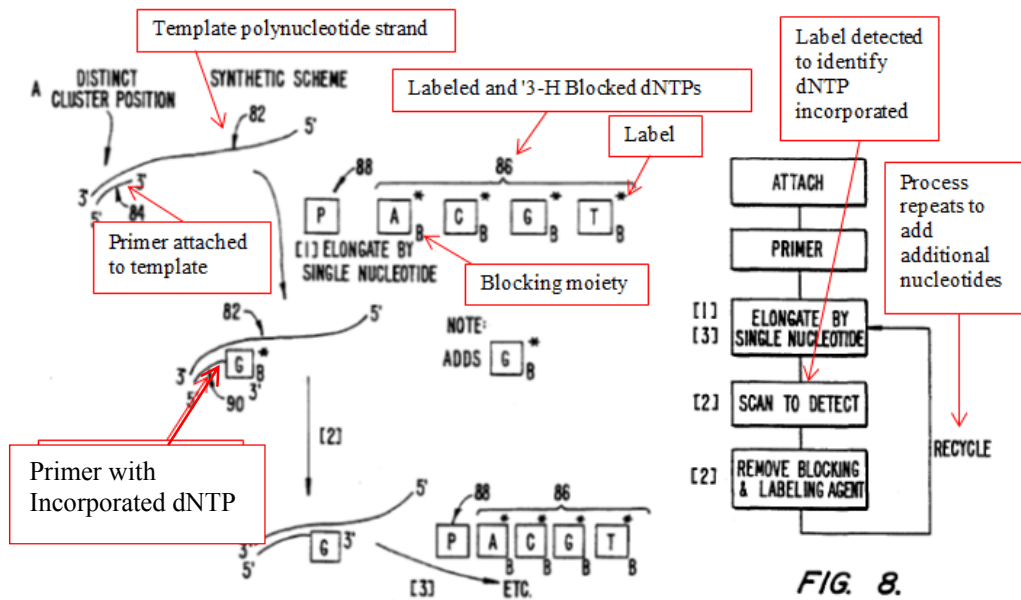 Template polynucleotide strand
A DISTINCT
CLUSTER POSITION
SYNTHETIC SCHEME
82
5'
3'
3'
5'
84
Primer attached
to template
Labeled and '3-H Blocked dNTPs
Label
88
86
P
A * B
C * B
G * B
T * B
[1] ELONGATE BY
SINGLE NUCLEOTIDE
Blocking moiety
82
5'
G * B
3'
3'
5'
90
NOTE:
ADDS G * B
Primer with
Incorporated dNTP
[2]
5'
3'
G 3'
5'
88
86
P
A * B
C * B
G * B
T * B
[3]
ETC.
Label detected
to identify
dNTP
incorporated
Process
repeats to
add
additional
nucleotides
ATTACH
PRIMER
[1]
[3]
ELONGATE BY
SINGLE NUCLEOTIDE
[2]
SCAN TO DETECT
[2]
REMOVE BLOCKING
& LABELING AGENT
RECYCLE
FIG. 8.